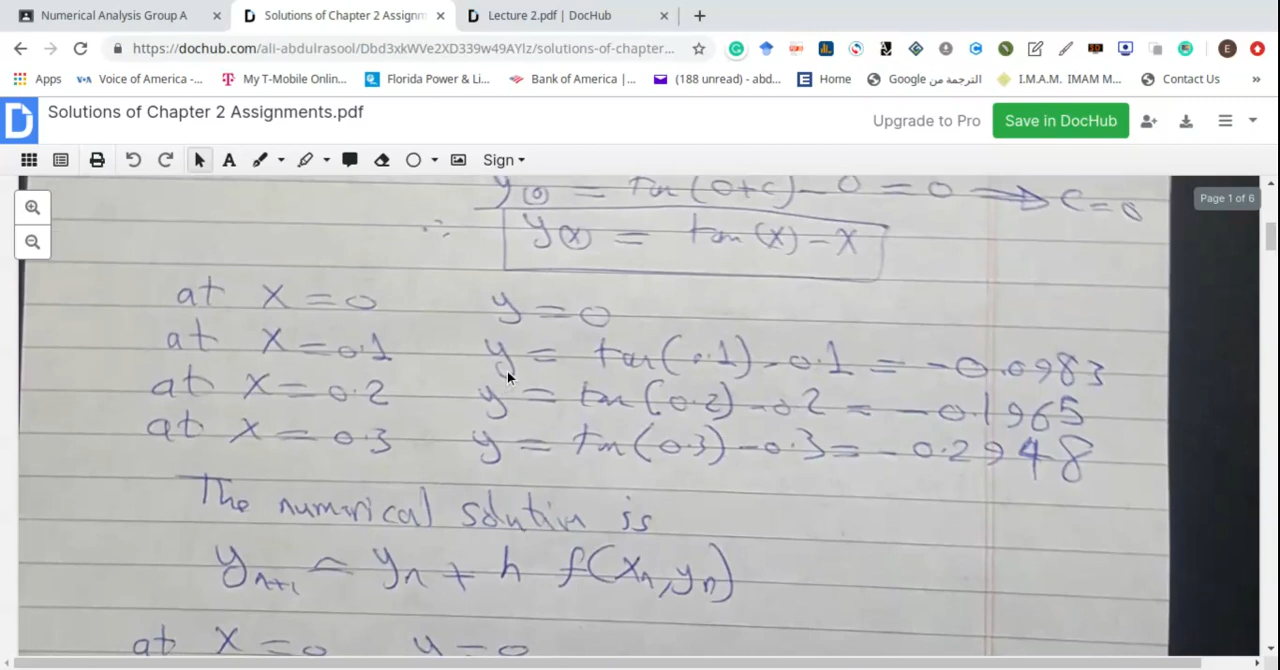 Numerical Analysis Group A
Solutions of Chapter 2 Assignm
Lecture 2.pdf | DocHub
https://dochub.com/ali-abdulrasool/Dbd3xkWVe2XD339w49AYlz/solutions-of-chapter...
Apps
Voice of America -...
My T-Mobile Onlin...
Florida Power & Li...
Bank of America |...
(188 unread) - abd...
Home
الترجمة من Google
I.M.A.M. IMAM M...
Contact Us
»
Solutions of Chapter 2 Assignments.pdf
Upgrade to Pro
Save in DocHub
A
Sign
Page 1 of 6
y(0) = tan(0+c) - 0 = 0 ⟹ c = 0
∴ y(x) = tan(x) - x
at x = 0 y = 0
at x = 0.1 y = tan(0.1) - 0.1 = -0.0983
at x = 0.2 y = tan(0.2) - 0.2 = -0.1965
at x = 0.3 y = tan(0.3) - 0.3 = -0.2948
The numerical solution is
yn+1 ≈ yn + h f(xn, yn)
at x = 0 y = 0